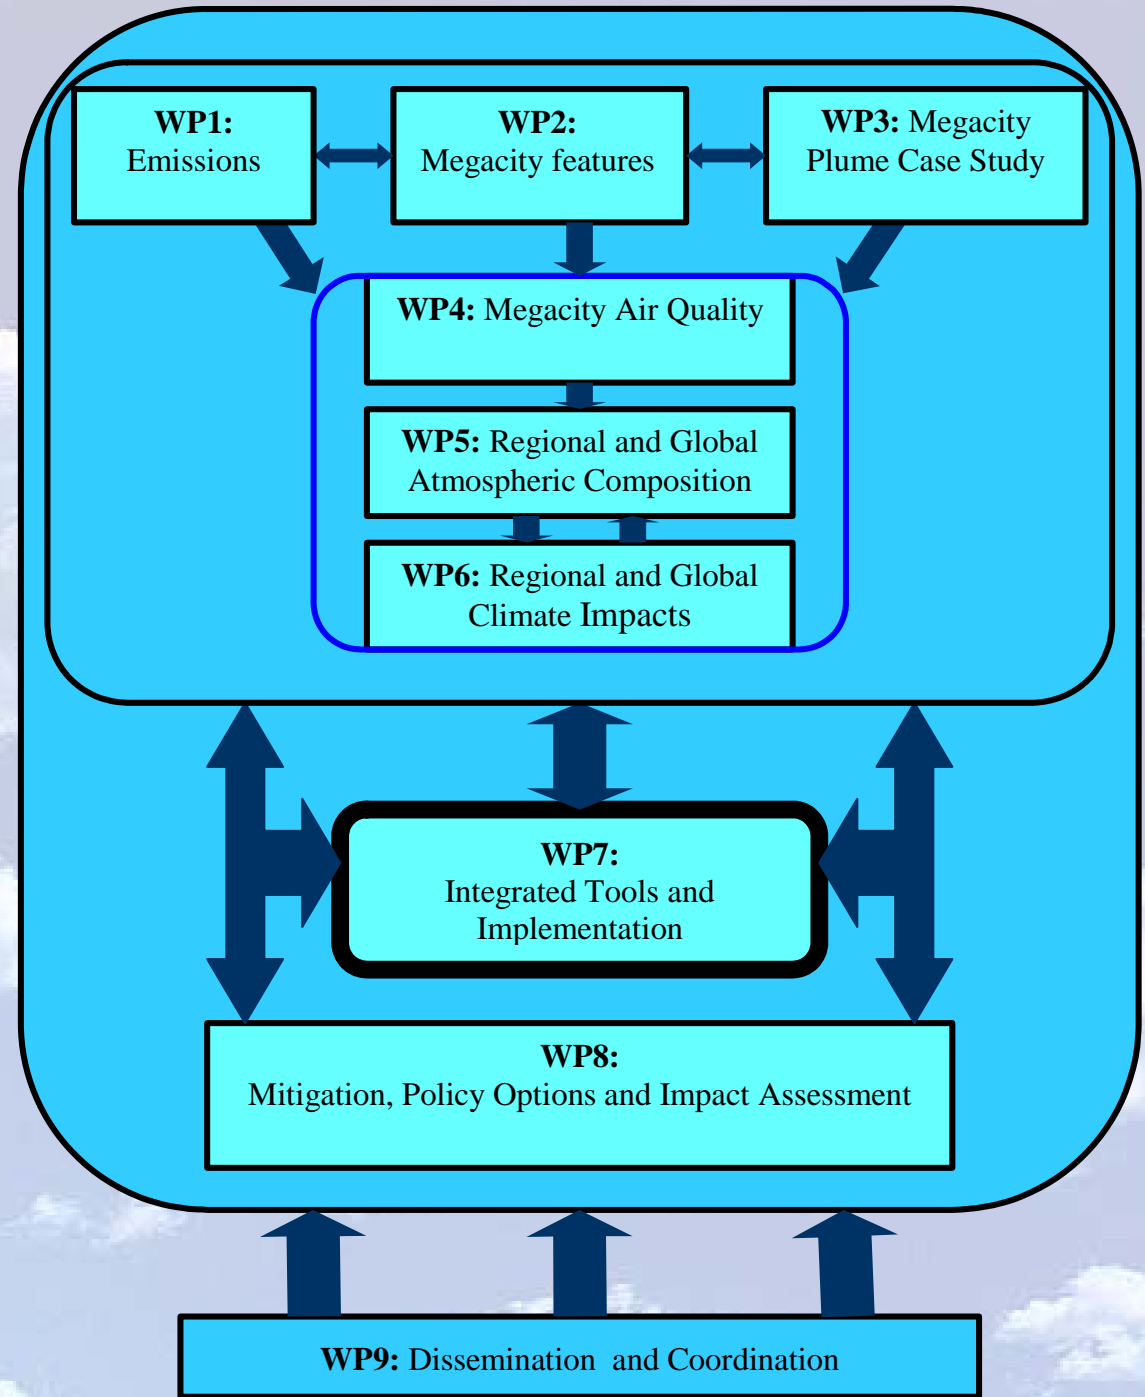 WP1:
Emissions
WP2:
Megacity features
WP3: Megacity
Plume Case Study
WP4: Megacity Air Quality
WP5: Regional and Global
Atmospheric Composition
WP6: Regional and Global
Climate Impacts
WP7:
Integrated Tools and
Implementation
WP8:
Mitigation, Policy Options and Impact Assessment
WP9: Dissemination and Coordination